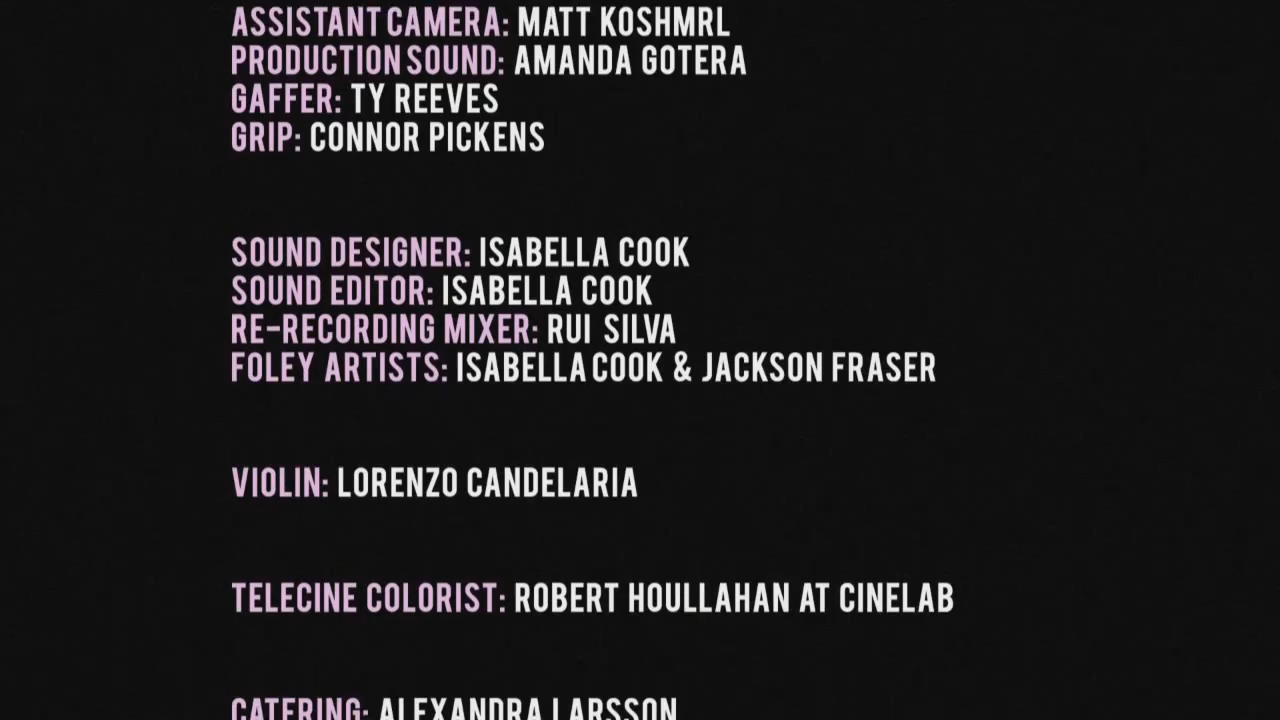 ASSISTANT CAMERA: MATT KOSHMRL
PRODUCTION SOUND: AMANDA GOTERA
GAFFER: TY REEVES
GRIP: CONNOR PICKENS
SOUND DESIGNER: ISABELLA COOK
SOUND EDITOR: ISABELLA COOK
RE-RECORDING MIXER: RUI SILVA
FOLEY ARTISTS: ISABELLA COOK & JACKSON FRASER
VIOLIN: LORENZO CANDELARIA
TELECINE COLORIST: ROBERT HOULLAHAN AT CINELAB
CATERING: ALEXANDRA LARSSON